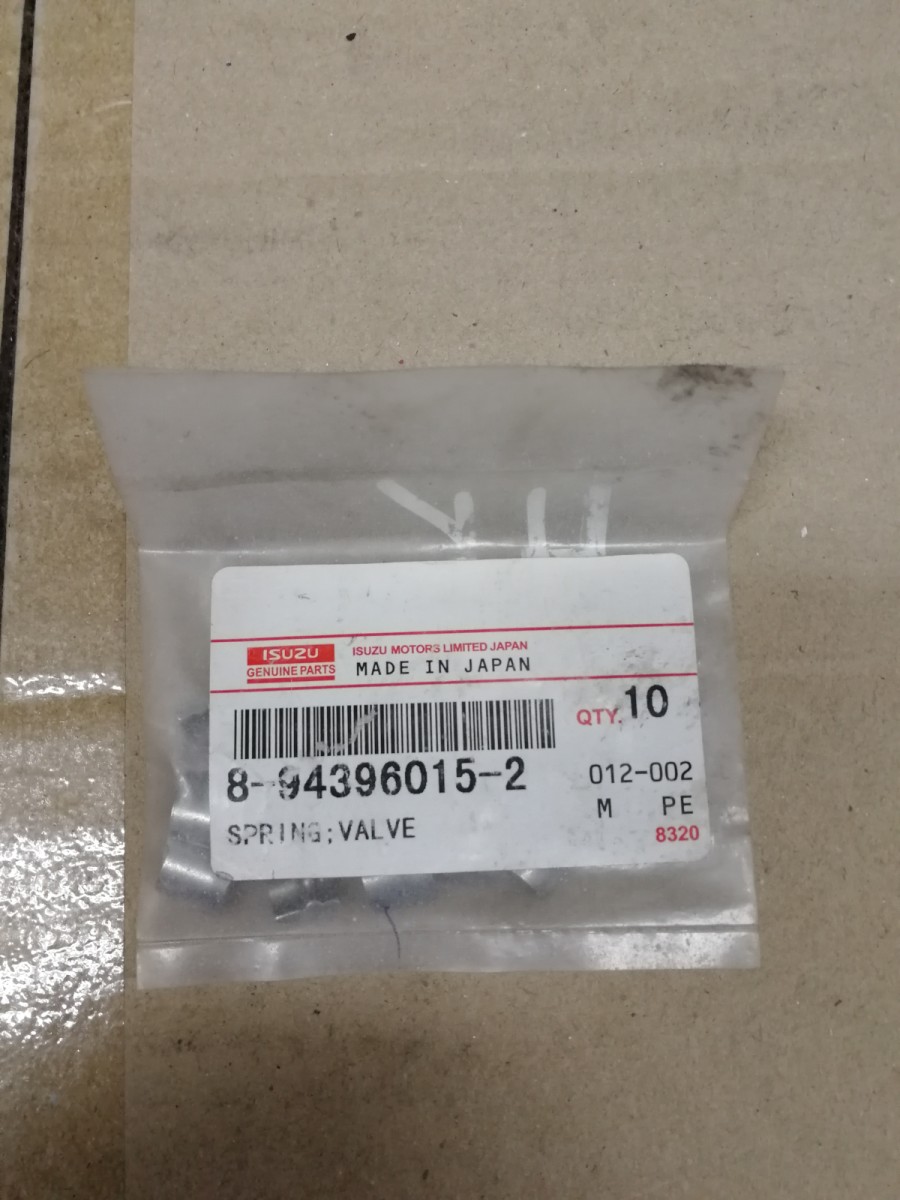 YH
ISUZU
GENUINE PARTS
ISUZU MOTORS LIMITED JAPAN
MADE IN JAPAN
QTY. 10
8-94396015-2
012-002
SPRING;VALVE
M PE
8320